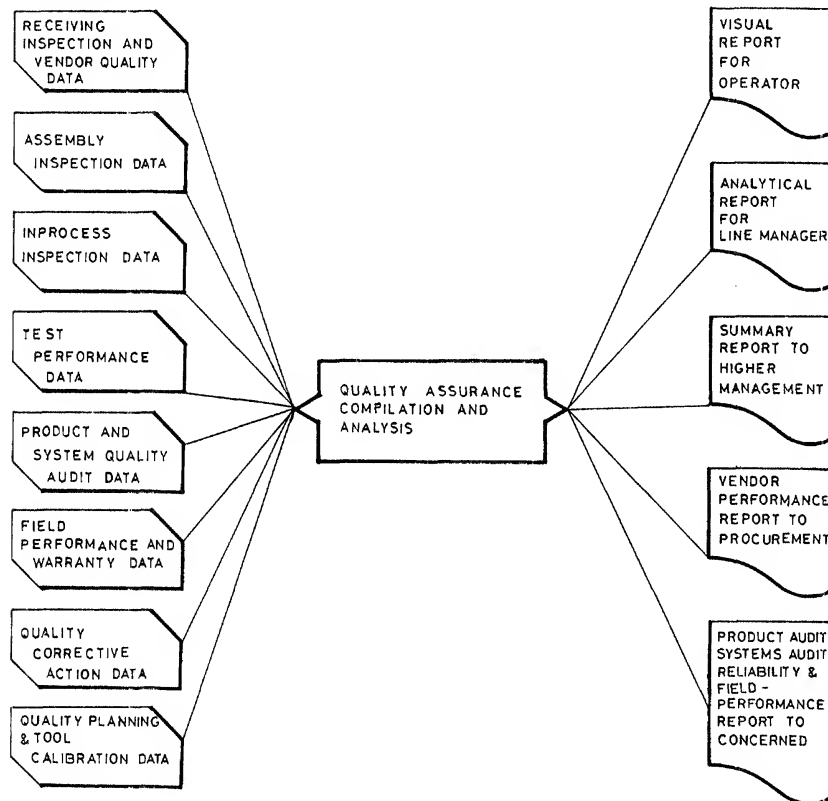 RECEIVING
INSPECTION AND
VENDOR QUALITY
DATA
ASSEMBLY
INSPECTION DATA
INPROCESS
INSPECTION DATA
TEST
PERFORMANCE
DATA
PRODUCT AND
SYSTEM QUALITY
AUDIT DATA
FIELD
PERFORMANCE AND
WARRANTY DATA
QUALITY
CORRECTIVE
ACTION DATA
QUALITY PLANNING
& TOOL
CALIBRATION DATA
QUALITY ASSURANCE
COMPILATION AND
ANALYSIS
VISUAL
REPORT
FOR
OPERATOR
ANALYTICAL
REPORT
FOR
LINE MANAGER
SUMMARY
REPORT TO
HIGHER
MANAGEMENT
VENDOR
PERFORMANCE
REPORT TO
PROCUREMENT
PRODUCT AUDIT
SYSTEMS AUDIT
RELIABILITY &
FIELD -
PERFORMANCE
REPORT TO
CONCERNED